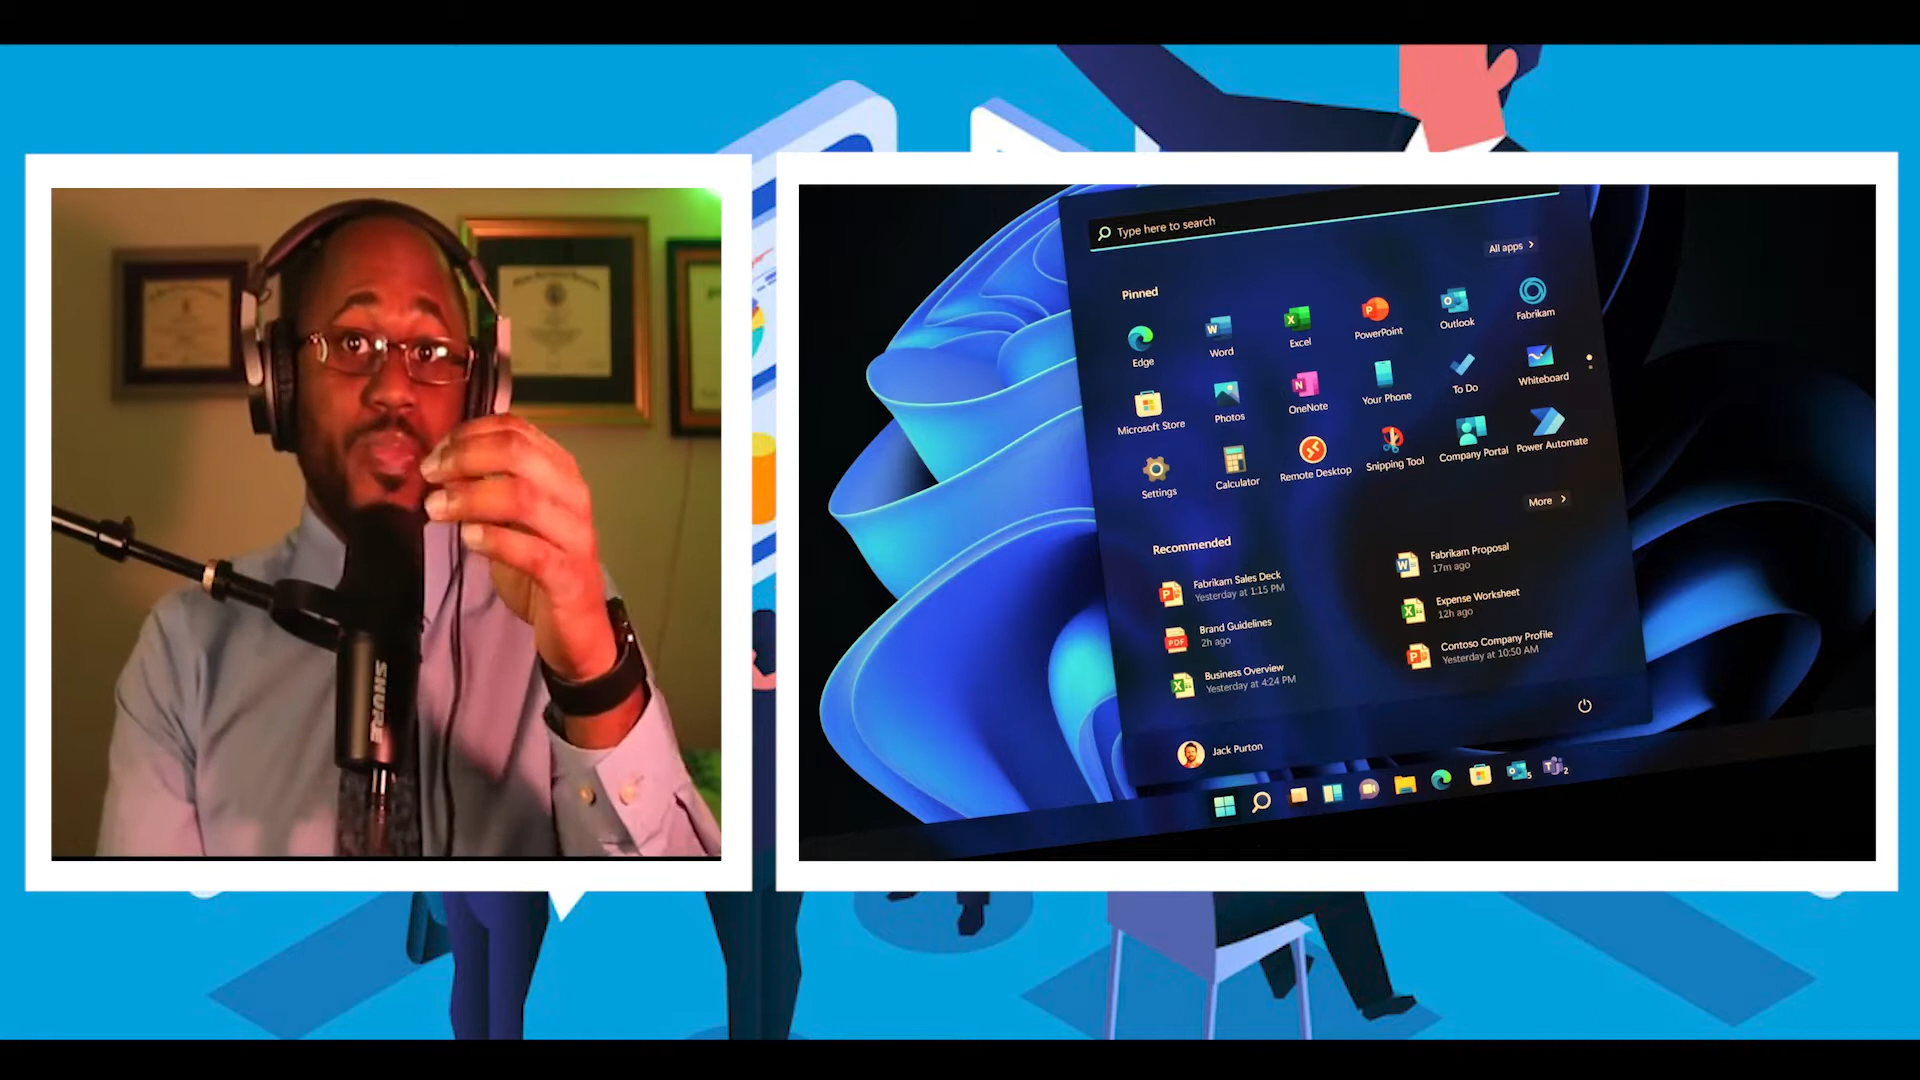 SHURE
Type here to search
All apps >
Pinned
Edge
Word
Excel
PowerPoint
Outlook
Fabrikam
Microsoft Store
Photos
OneNote
Your Phone
To Do
Whiteboard
Settings
Calculator
Remote Desktop
Snipping Tool
Company Portal
Power Automate
More >
Recommended
Fabrikam Sales Deck
Yesterday at 1:15 PM
Fabrikam Proposal
17m ago
Brand Guidelines
2h ago
Expense Worksheet
12h ago
Business Overview
Yesterday at 4:24 PM
Contoso Company Profile
Yesterday at 10:50 AM
Jack Purton